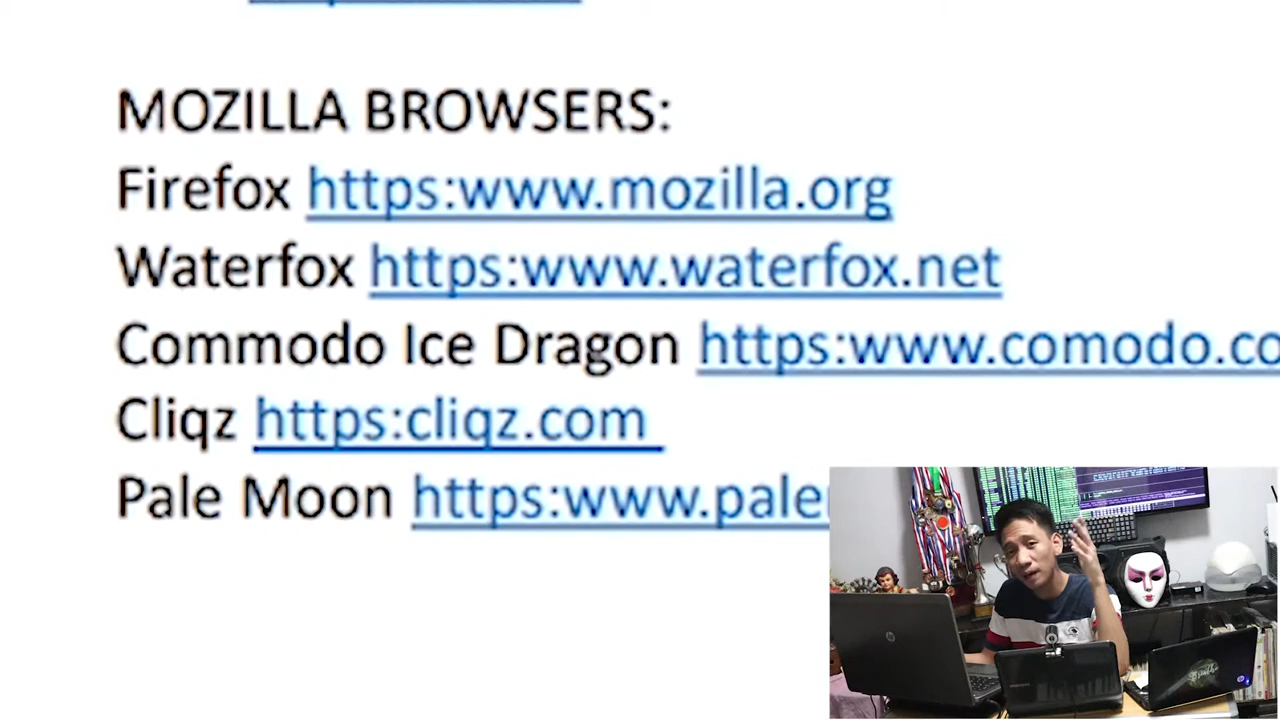 MOZILLA BROWSERS:
Firefox https:www.mozilla.org
Waterfox https:www.waterfox.net
Commodo Ice Dragon https:www.comodo.co
Cliqz https:cliqz.com
Pale Moon https:www.pale